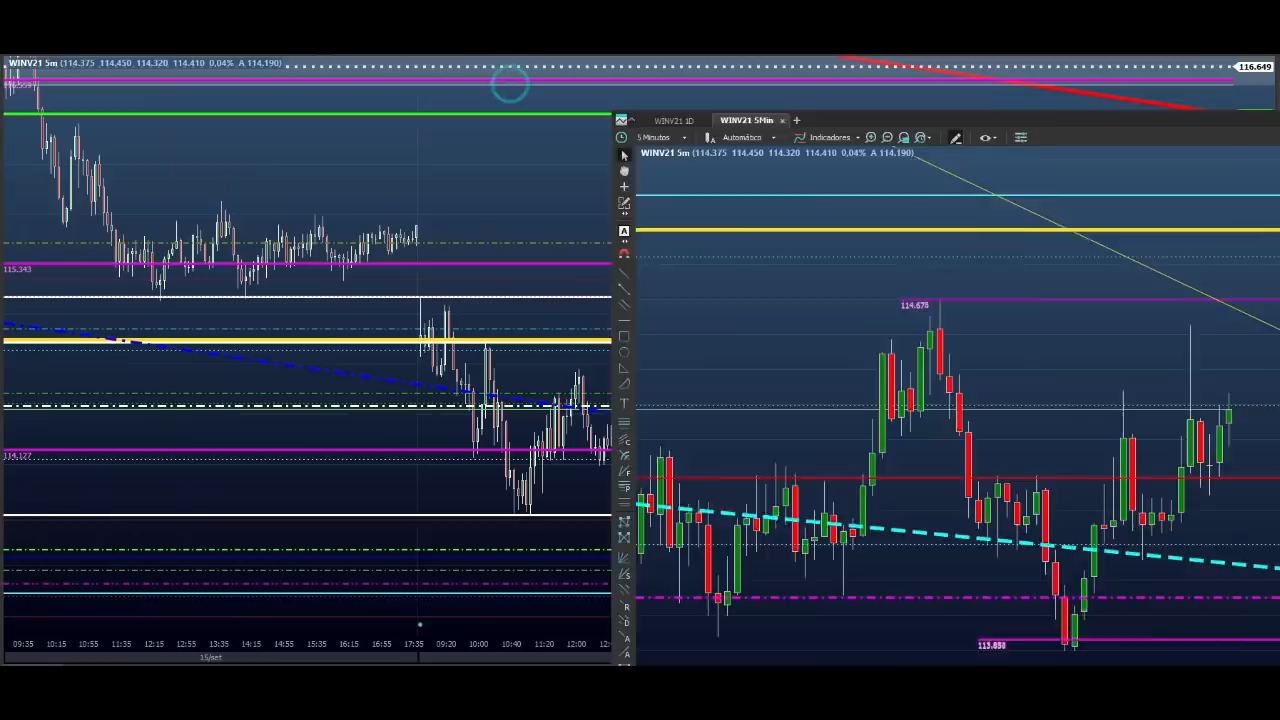 WINV21 5m (114.375 114.450 114.320 114.410 0,04% A 114.190)
116.649
WINV21 1D
WINV21 5Min
5 Minutos
Automático
Indicadores
WINV21 5m (114.375 114.450 114.320 114.410 0,04% A 114.190)
115.343
114.675
114.127
113.850
09:35 10:15 10:55 11:35 12:15 12:55 13:35 14:15 14:55 15:35 16:15 16:55 17:35 09:20 10:00 10:40 11:20 12:00
15/set